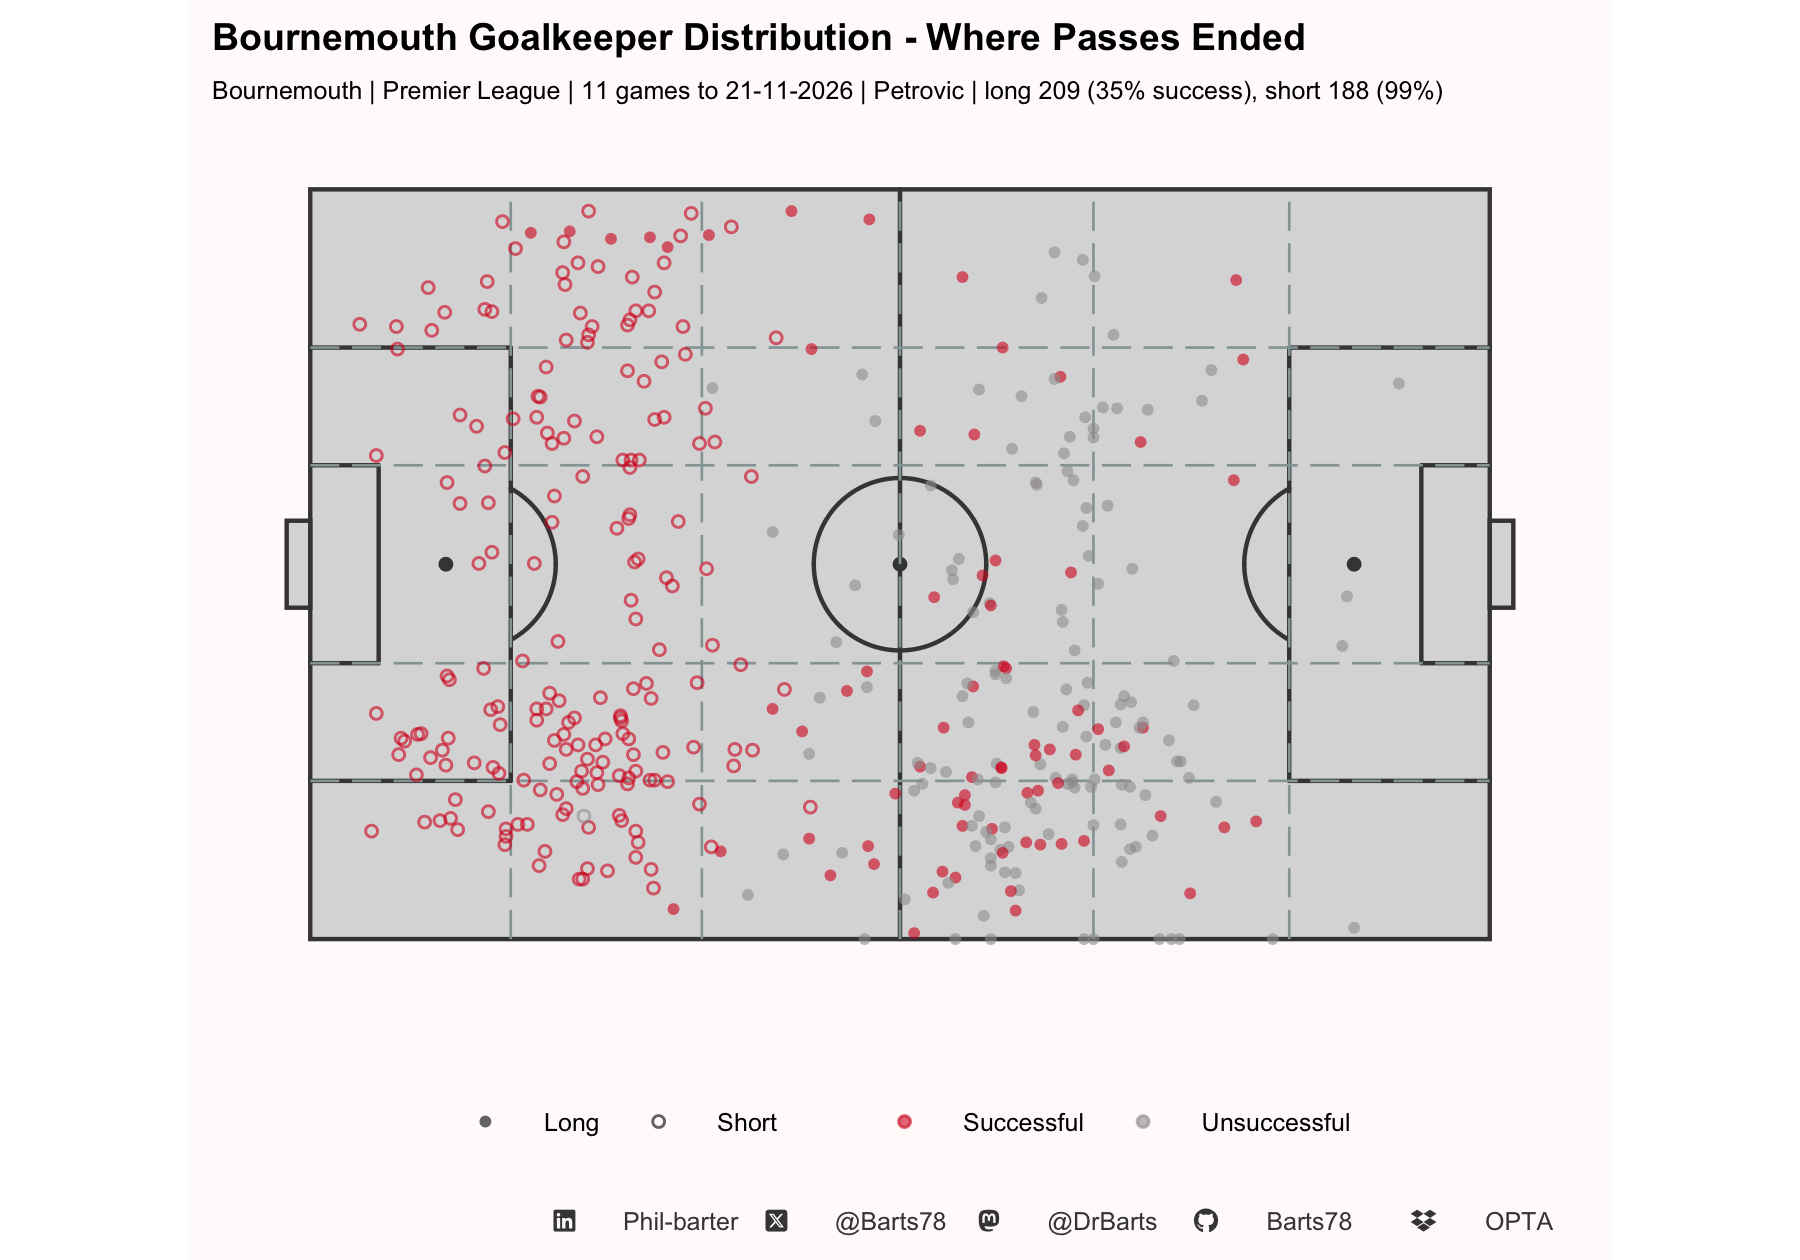 Bournemouth Goalkeeper Distribution - Where Passes Ended
Bournemouth | Premier League | 11 games to 21-11-2026 | Petrovic | long 209 (35% success), short 188 (99%)
Long Short Successful Unsuccessful
Phil-barter @Barts78 @DrBarts Barts78 OPTA